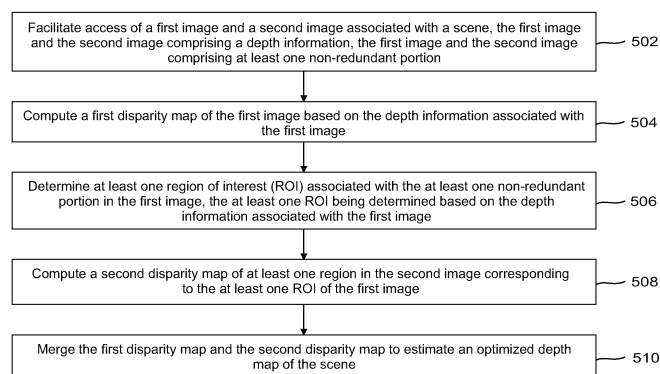 Facilitate access of a first image and a second image associated with a scene, the first image
and the second image comprising a depth information, the first image and the second image
comprising at least one non-redundant portion
502
Compute a first disparity map of the first image based on the depth information associated with
the first image
504
Determine at least one region of interest (ROI) associated with the at least one non-redundant
portion in the first image, the at least one ROI being determined based on the depth
information associated with the first image
506
Compute a second disparity map of at least one region in the second image corresponding
to the at least one ROI of the first image
508
Merge the first disparity map and the second disparity map to estimate an optimized depth
map of the scene
510